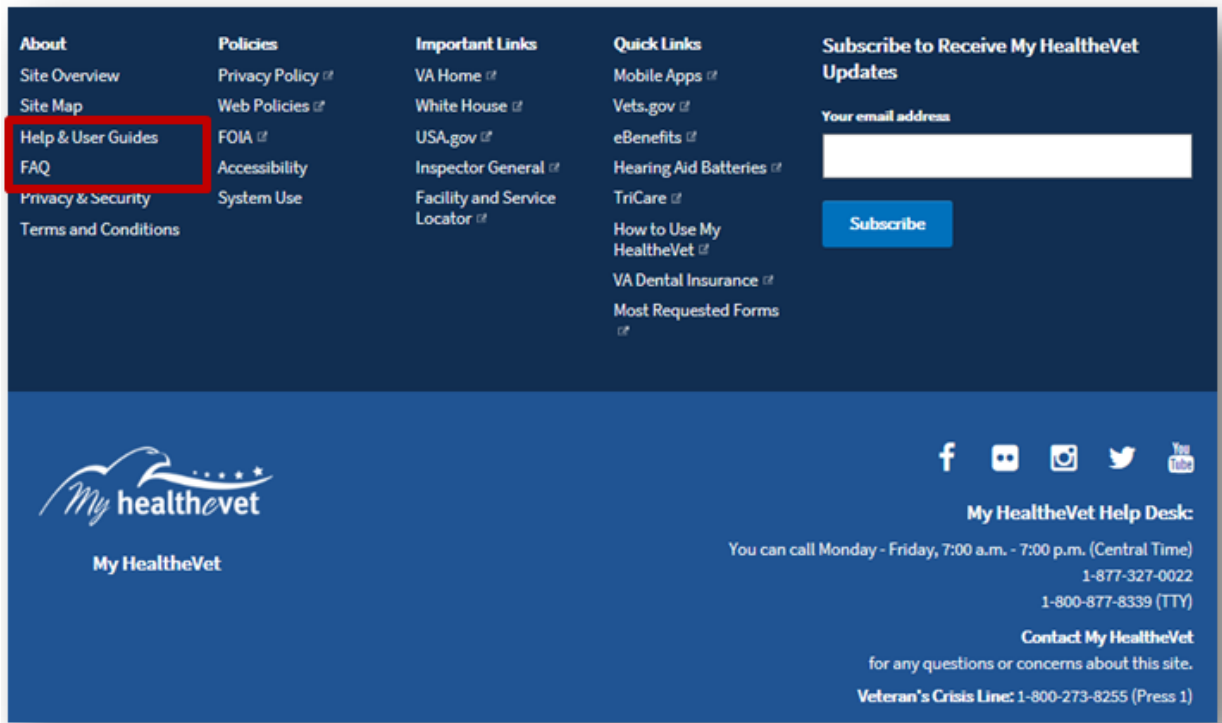 About
Site Overview
Site Map
Help & User Guides
FAQ
Privacy & Security
Terms and Conditions
Policies
Privacy Policy
Web Policies
FOIA
Accessibility
System Use
Important Links
VA Home
White House
USA.gov
Inspector General
Facility and Service
Locator
Quick Links
Mobile Apps
Vets.gov
eBenefits
Hearing Aid Batteries
TriCare
How to Use My
HealtheVet
VA Dental Insurance
Most Requested Forms
Subscribe to Receive My HealtheVet
Updates
Your email address
Subscribe
My healthevet
My HealtheVet
You
Tube
My HealtheVet Help Desk:
You can call Monday - Friday, 7:00 a.m. - 7:00 p.m. (Central Time)
1-877-327-0022
1-800-877-8339 (TTY)
Contact My HealtheVet
for any questions or concerns about this site.
Veteran's Crisis Line: 1-800-273-8255 (Press 1)